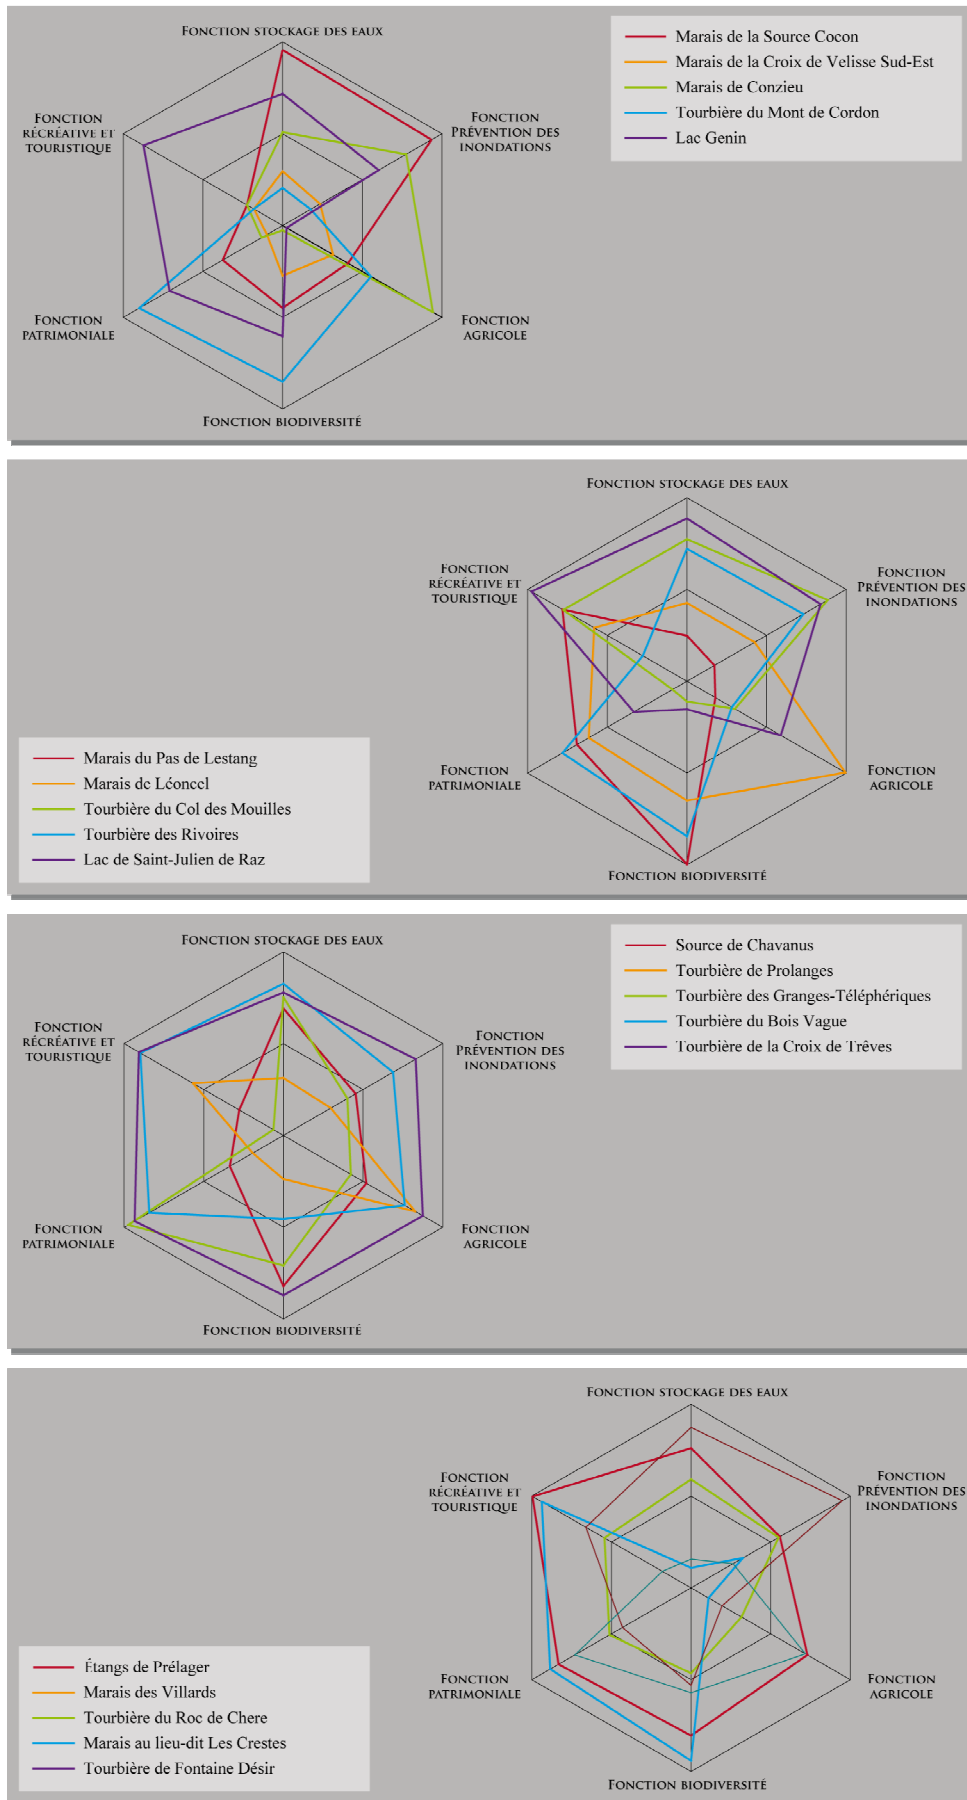 FONCTION STOCKAGE DES EAUX
FONCTION
RÉCRÉATIVE ET
TOURISTIQUE
FONCTION
PRÉVENTION DES
INONDATIONS
FONCTION
PATRIMONIALE
FONCTION
AGRICOLE
FONCTION BIODIVERSITÉ
Marais de la Source Cocon
Marais de la Croix de Velisse Sud-Est
Marais de Conzieu
Tourbière du Mont de Cordon
Lac Genin
FONCTION STOCKAGE DES EAUX
FONCTION
RÉCRÉATIVE ET
TOURISTIQUE
FONCTION
PRÉVENTION DES
INONDATIONS
FONCTION
PATRIMONIALE
FONCTION
AGRICOLE
FONCTION BIODIVERSITÉ
Marais du Pas de Lestang
Marais de Léoncel
Tourbière du Col des Mouilles
Tourbière des Rivoires
Lac de Saint-Julien de Raz
FONCTION STOCKAGE DES EAUX
FONCTION
RÉCRÉATIVE ET
TOURISTIQUE
FONCTION
PRÉVENTION DES
INONDATIONS
FONCTION
PATRIMONIALE
FONCTION
AGRICOLE
FONCTION BIODIVERSITÉ
Source de Chavanus
Tourbière de Prolanges
Tourbière des Granges-Téléphériques
Tourbière du Bois Vague
Tourbière de la Croix de Trêves
FONCTION STOCKAGE DES EAUX
FONCTION
RÉCRÉATIVE ET
TOURISTIQUE
FONCTION
PRÉVENTION DES
INONDATIONS
FONCTION
PATRIMONIALE
FONCTION
AGRICOLE
FONCTION BIODIVERSITÉ
Étangs de Prélager
Marais des Villards
Tourbière du Roc de Chere
Marais au lieu-dit Les Crestes
Tourbière de Fontaine Désir